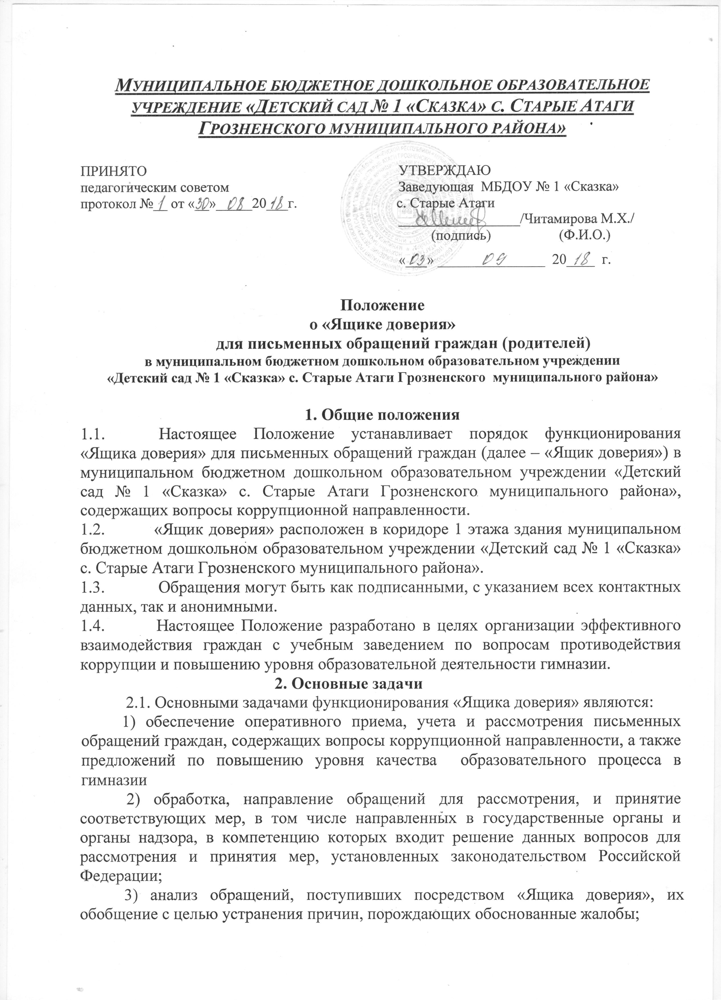 МУНИЦИПАЛЬНОЕ БЮДЖЕТНОЕ ДОШКОЛЬНОЕ ОБРАЗОВАТЕЛЬНОЕ
УЧРЕЖДЕНИЕ «ДЕТСКИЙ САД № 1 «СКАЗКА» С. СТАРЫЕ АТАГИ
ГРОЗНЕНСКОГО МУНИЦИПАЛЬНОГО РАЙОНА»
ПРИНЯТО
педагогическим советом
протокол № 1 от «30» 08 2018 г.
УТВЕРЖДАЮ
Заведующая МБДОУ № 1 «Сказка»
с. Старые Атаги
/Читамирова М.Х./
(подпись) (Ф.И.О.)
«03» 09 2018 г.
Положение
о «Ящике доверия»
для письменных обращений граждан (родителей)
в муниципальном бюджетном дошкольном образовательном учреждении
«Детский сад № 1 «Сказка» с. Старые Атаги Грозненского муниципального района»
1. Общие положения
1.1. Настоящее Положение устанавливает порядок функционирования
«Ящика доверия» для письменных обращений граждан (далее – «Ящик доверия») в
муниципальном бюджетном дошкольном образовательном учреждении «Детский
сад № 1 «Сказка» с. Старые Атаги Грозненского муниципального района»,
содержащих вопросы коррупционной направленности.
1.2. «Ящик доверия» расположен в коридоре 1 этажа здания муниципальном
бюджетном дошкольном образовательном учреждении «Детский сад № 1 «Сказка»
с. Старые Атаги Грозненского муниципального района».
1.3. Обращения могут быть как подписанными, с указанием всех контактных
данных, так и анонимными.
1.4. Настоящее Положение разработано в целях организации эффективного
взаимодействия граждан с учебным заведением по вопросам противодействия
коррупции и повышению уровня образовательной деятельности гимназии.
2. Основные задачи
2.1. Основными задачами функционирования «Ящика доверия» являются:
1) обеспечение оперативного приема, учета и рассмотрения письменных
обращений граждан, содержащих вопросы коррупционной направленности, а также
предложений по повышению уровня качества образовательного процесса в
гимназии
2) обработка, направление обращений для рассмотрения, и принятие
соответствующих мер, в том числе направленных в государственные органы и
органы надзора, в компетенцию которых входит решение данных вопросов для
рассмотрения и принятия мер, установленных законодательством Российской
Федерации;
3) анализ обращений, поступивших посредством «Ящика доверия», их
обобщение с целью устранения причин, порождающих обоснованные жалобы;